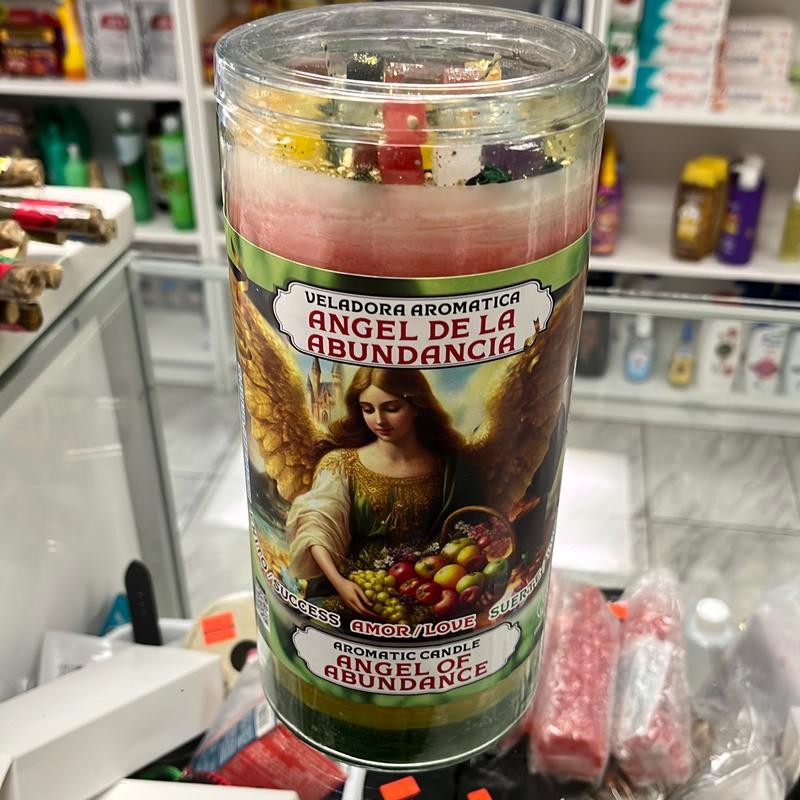 VELADORA AROMATICA
ANGEL DE LA
ABUNDANCIA
SUCCESS AMOR / LOVE
AROMATIC CANDLE
ANGEL OF
ABUNDANCE